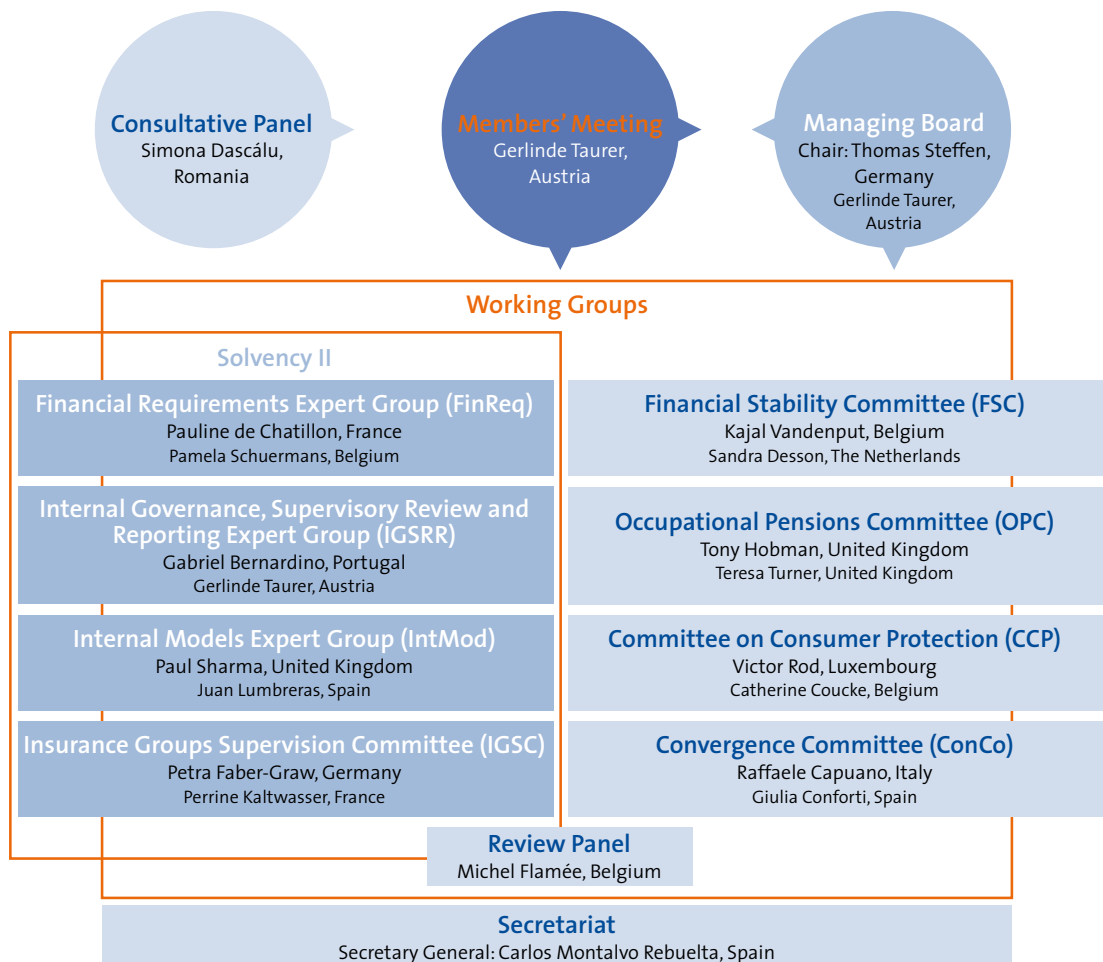 Consultative Panel
Simona Dascálu,
Romania
Members' Meeting
Gerlinde Taurer,
Austria
Managing Board
Chair: Thomas Steffen,
Germany
Gerlinde Taurer,
Austria
Working Groups
Solvency II
Financial Requirements Expert Group (FinReq)
Pauline de Chatillon, France
Pamela Schuermans, Belgium
Internal Governance, Supervisory Review and
Reporting Expert Group (IGSRR)
Gabriel Bernardino, Portugal
Gerlinde Taurer, Austria
Internal Models Expert Group (IntMod)
Paul Sharma, United Kingdom
Juan Lumbreras, Spain
Insurance Groups Supervision Committee (IGSC)
Petra Faber-Graw, Germany
Perrine Kaltwasser, France
Financial Stability Committee (FSC)
Kajal Vandenput, Belgium
Sandra Desson, The Netherlands
Occupational Pensions Committee (OPC)
Tony Hobman, United Kingdom
Teresa Turner, United Kingdom
Committee on Consumer Protection (CCP)
Victor Rod, Luxembourg
Catherine Coucke, Belgium
Convergence Committee (ConCo)
Raffaele Capuano, Italy
Giulia Conforti, Spain
Review Panel
Michel Flamée, Belgium
Secretariat
Secretary General: Carlos Montalvo Rebuelta, Spain